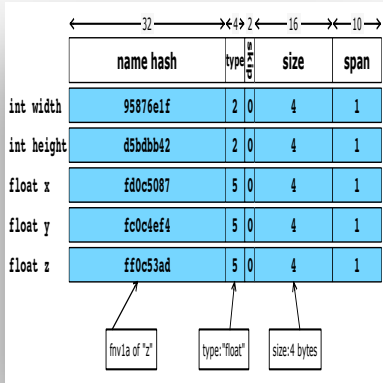 32 4 2 16 10
name hash type skip size span
int width 95876e1f 2 0 4 1
int height d5bdbb42 2 0 4 1
float x fd0c5087 5 0 4 1
float y fc0c4ef4 5 0 4 1
float z ff0c53ad 5 0 4 1
fnv1a of "z" type:"float" size:4 bytes